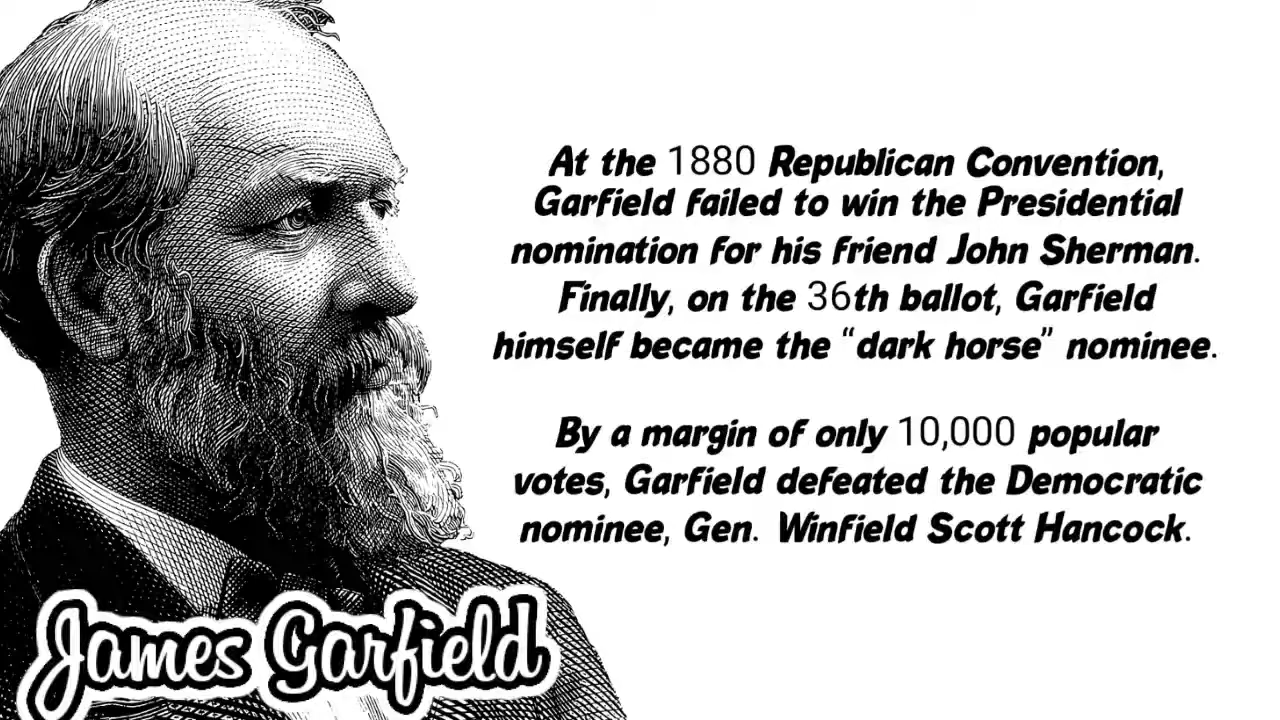 At the 1880 Republican Convention,
Garfield failed to win the Presidential
nomination for his friend John Sherman.
Finally, on the 36th ballot, Garfield
himself became the “dark horse” nominee.
By a margin of only 10,000 popular
votes, Garfield defeated the Democratic
nominee, Gen. Winfield Scott Hancock.
James Garfield